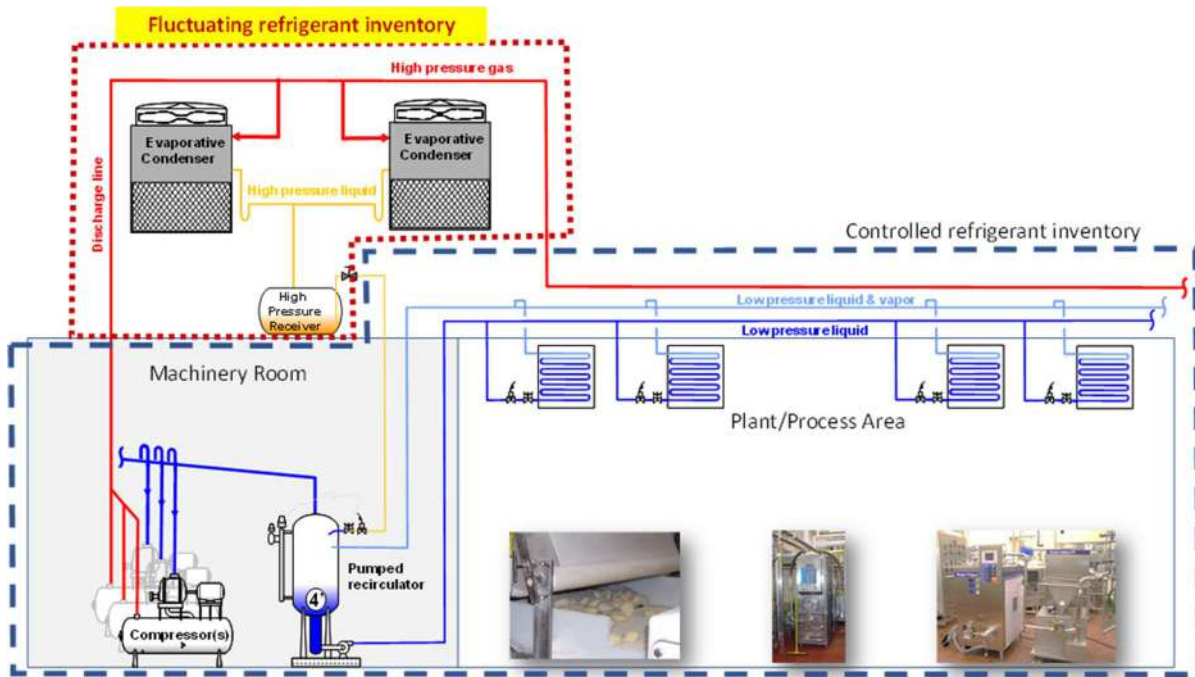 Fluctuating refrigerant inventory
High pressure gas
Evaporative
Condenser
Evaporative
Condenser
Discharge line
High pressure liquid
Controlled refrigerant inventory
High
Pressure
Receiver
Low pressure liquid & vapor
Low pressure liquid
Machinery Room
Plant/Process Area
Pumped
recirculator
4'
Compressor(s)